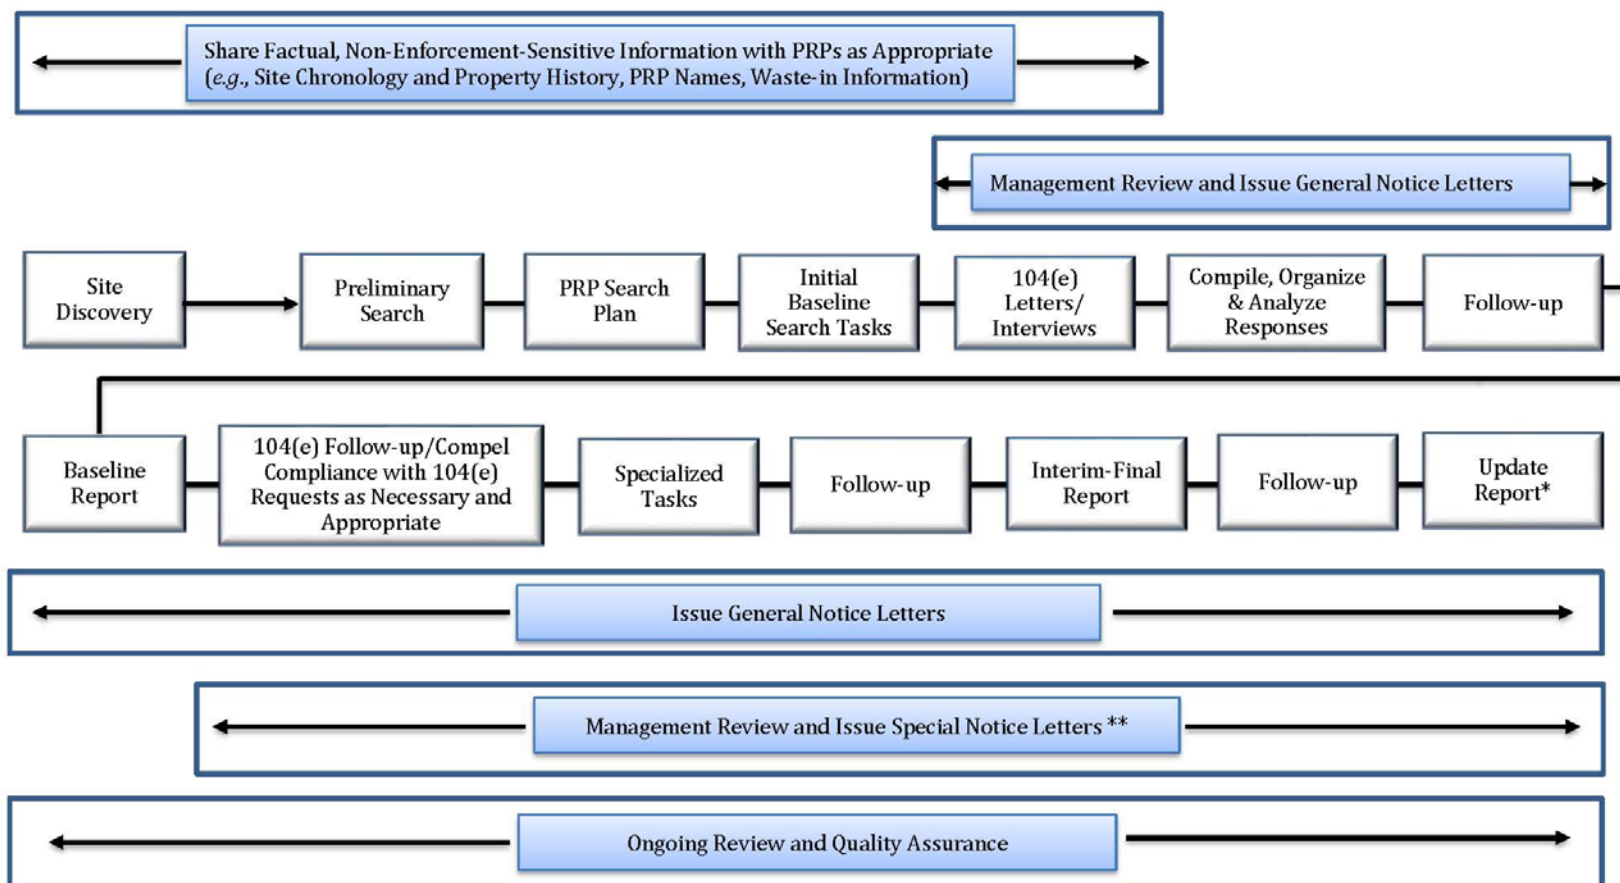 Share Factual, Non-Enforcement-Sensitive Information with PRPs as Appropriate
(e.g., Site Chronology and Property History, PRP Names, Waste-in Information)
Management Review and Issue General Notice Letters
Site
Discovery
Preliminary
Search
PRP Search
Plan
Initial
Baseline
Search Tasks
104(e)
Letters/
Interviews
Compile, Organize
& Analyze
Responses
Follow-up
Baseline
Report
104(e) Follow-up/Compel
Compliance with 104(e)
Requests as Necessary and
Appropriate
Specialized
Tasks
Follow-up
Interim-Final
Report
Follow-up
Update
Report*
Issue General Notice Letters
Management Review and Issue Special Notice Letters **
Ongoing Review and Quality Assurance